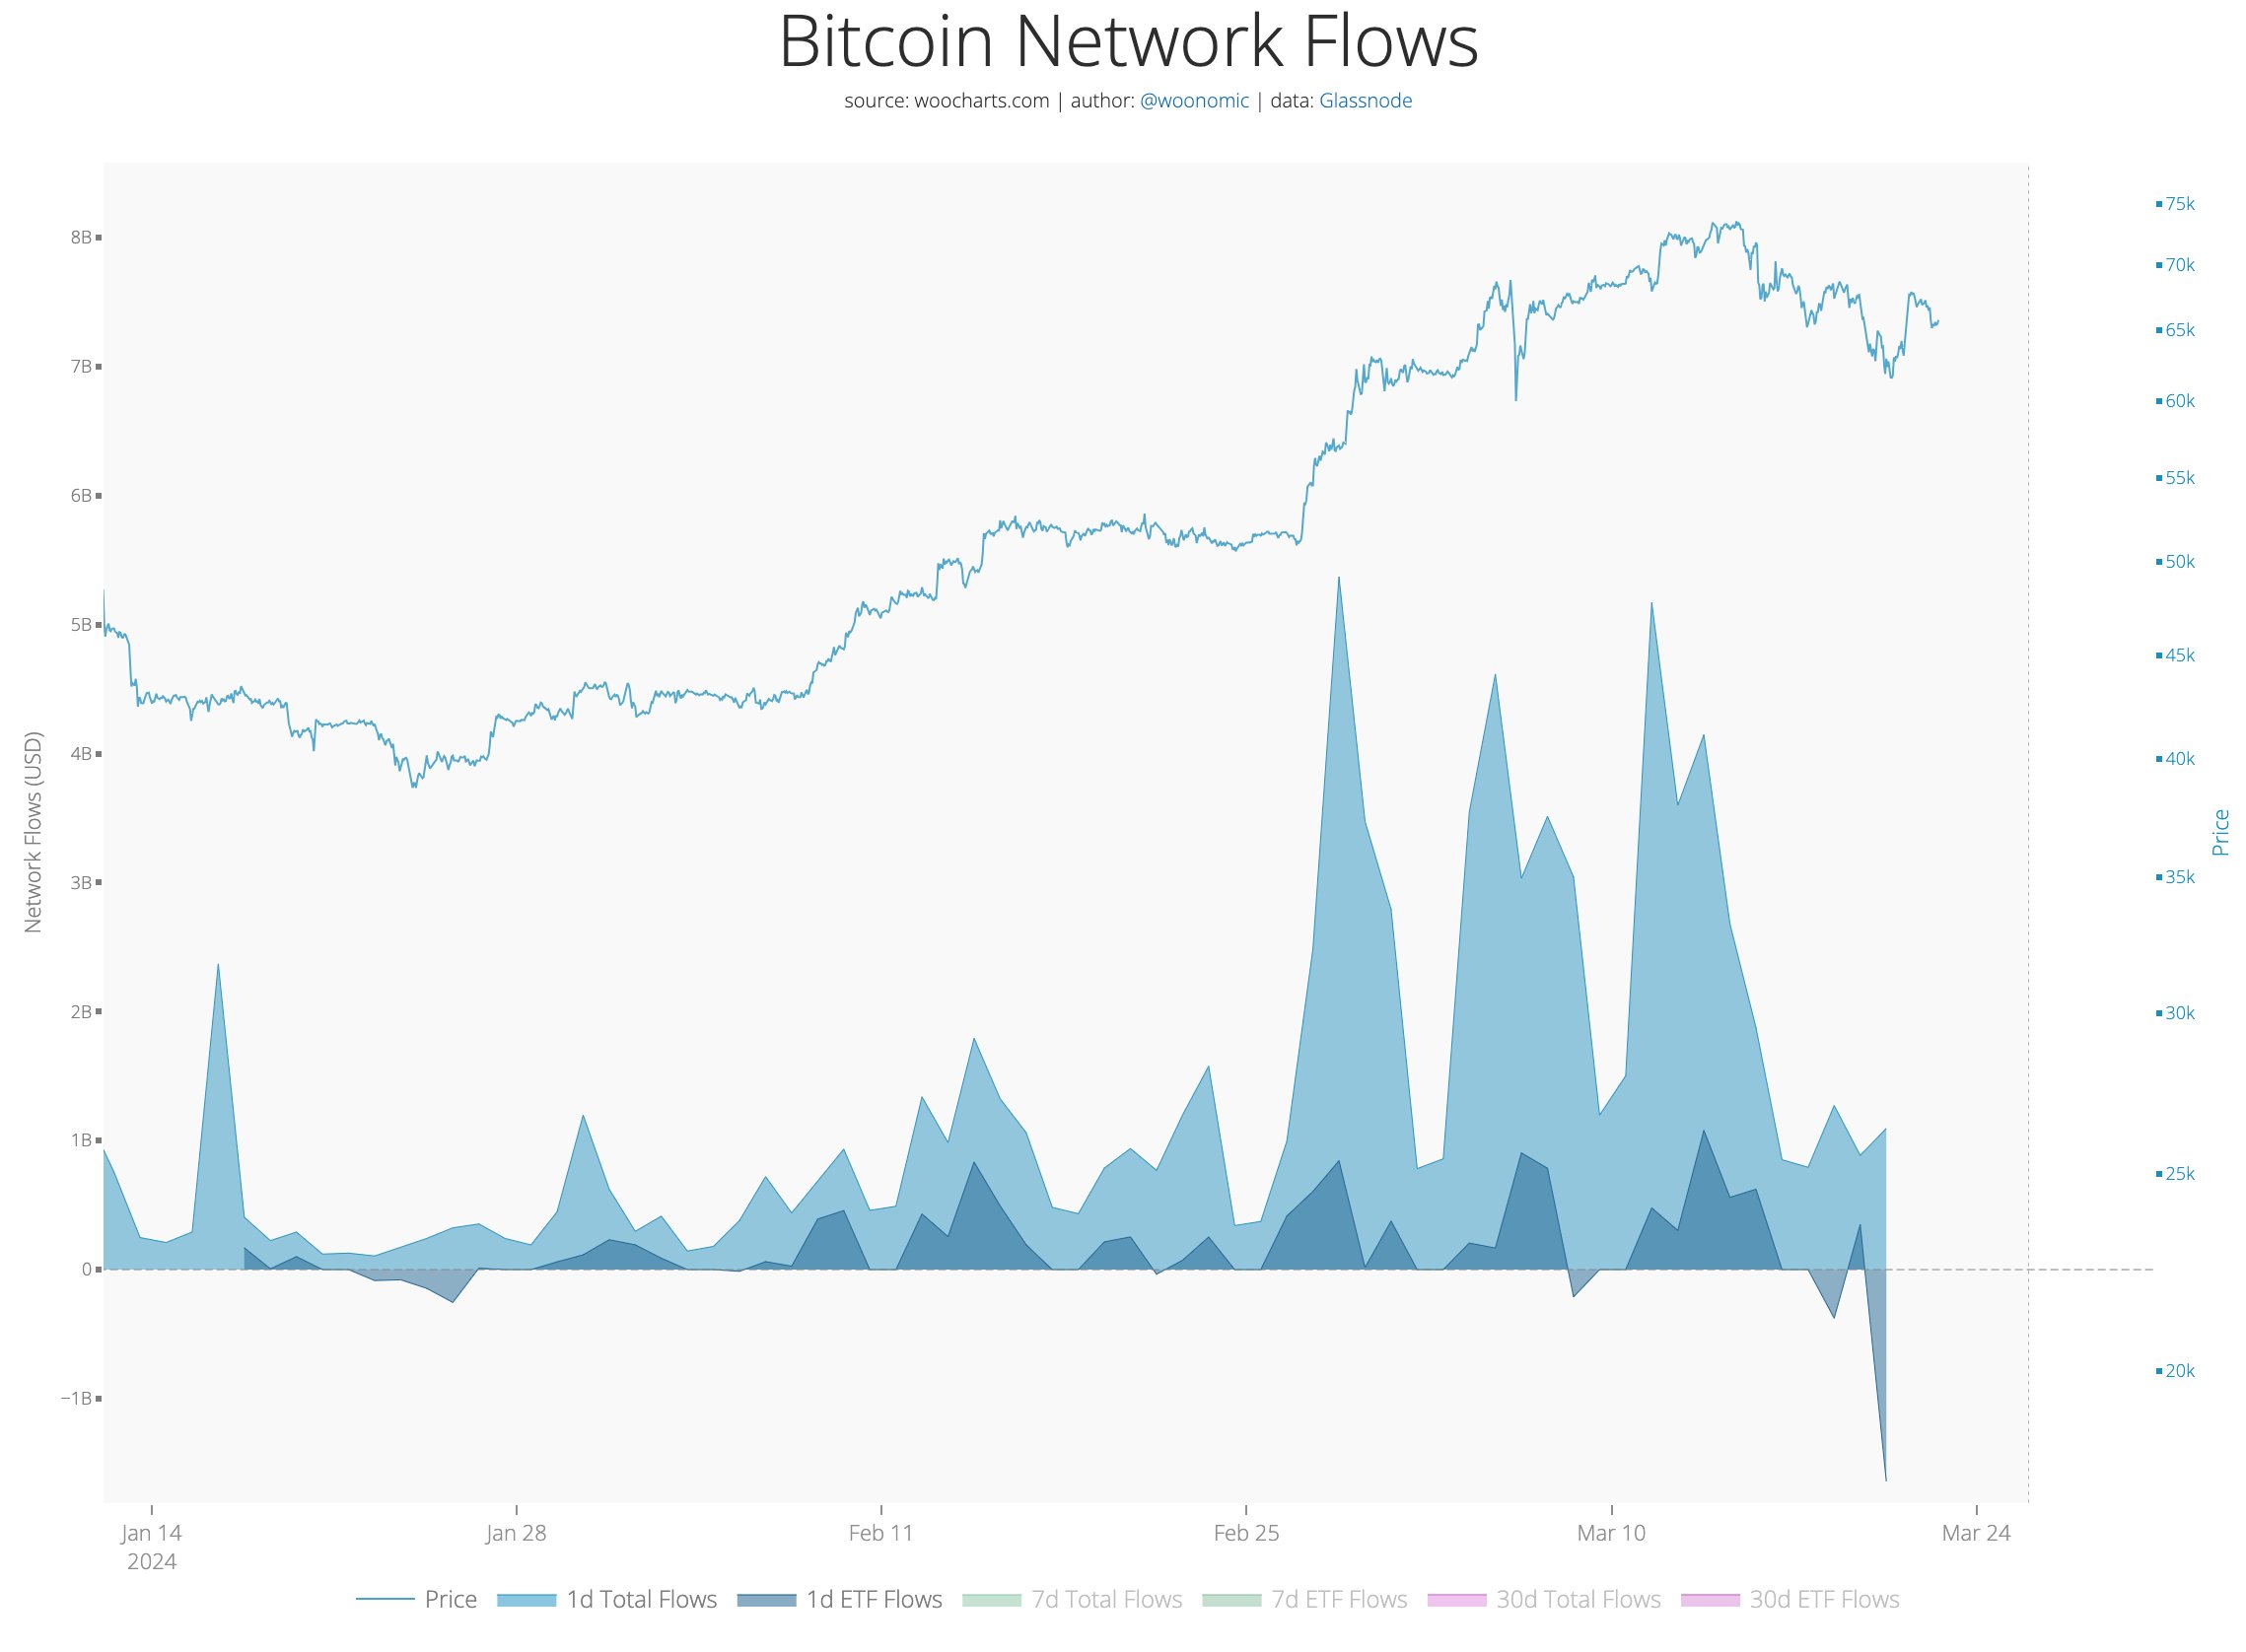 Bitcoin Network Flows
source: woocharts.com | author: @woonomic | data: Glassnode
Network Flows (USD)
8B
7B
6B
5B
4B
3B
2B
1B
0
−1B
75k
70k
65k
60k
55k
50k
45k
40k
35k
30k
25k
20k
Price
Jan 14 Jan 28 Feb 11 Feb 25 Mar 10 Mar 24
2024
Price 1d Total Flows 1d ETF Flows 7d Total Flows 7d ETF Flows 30d Total Flows 30d ETF Flows